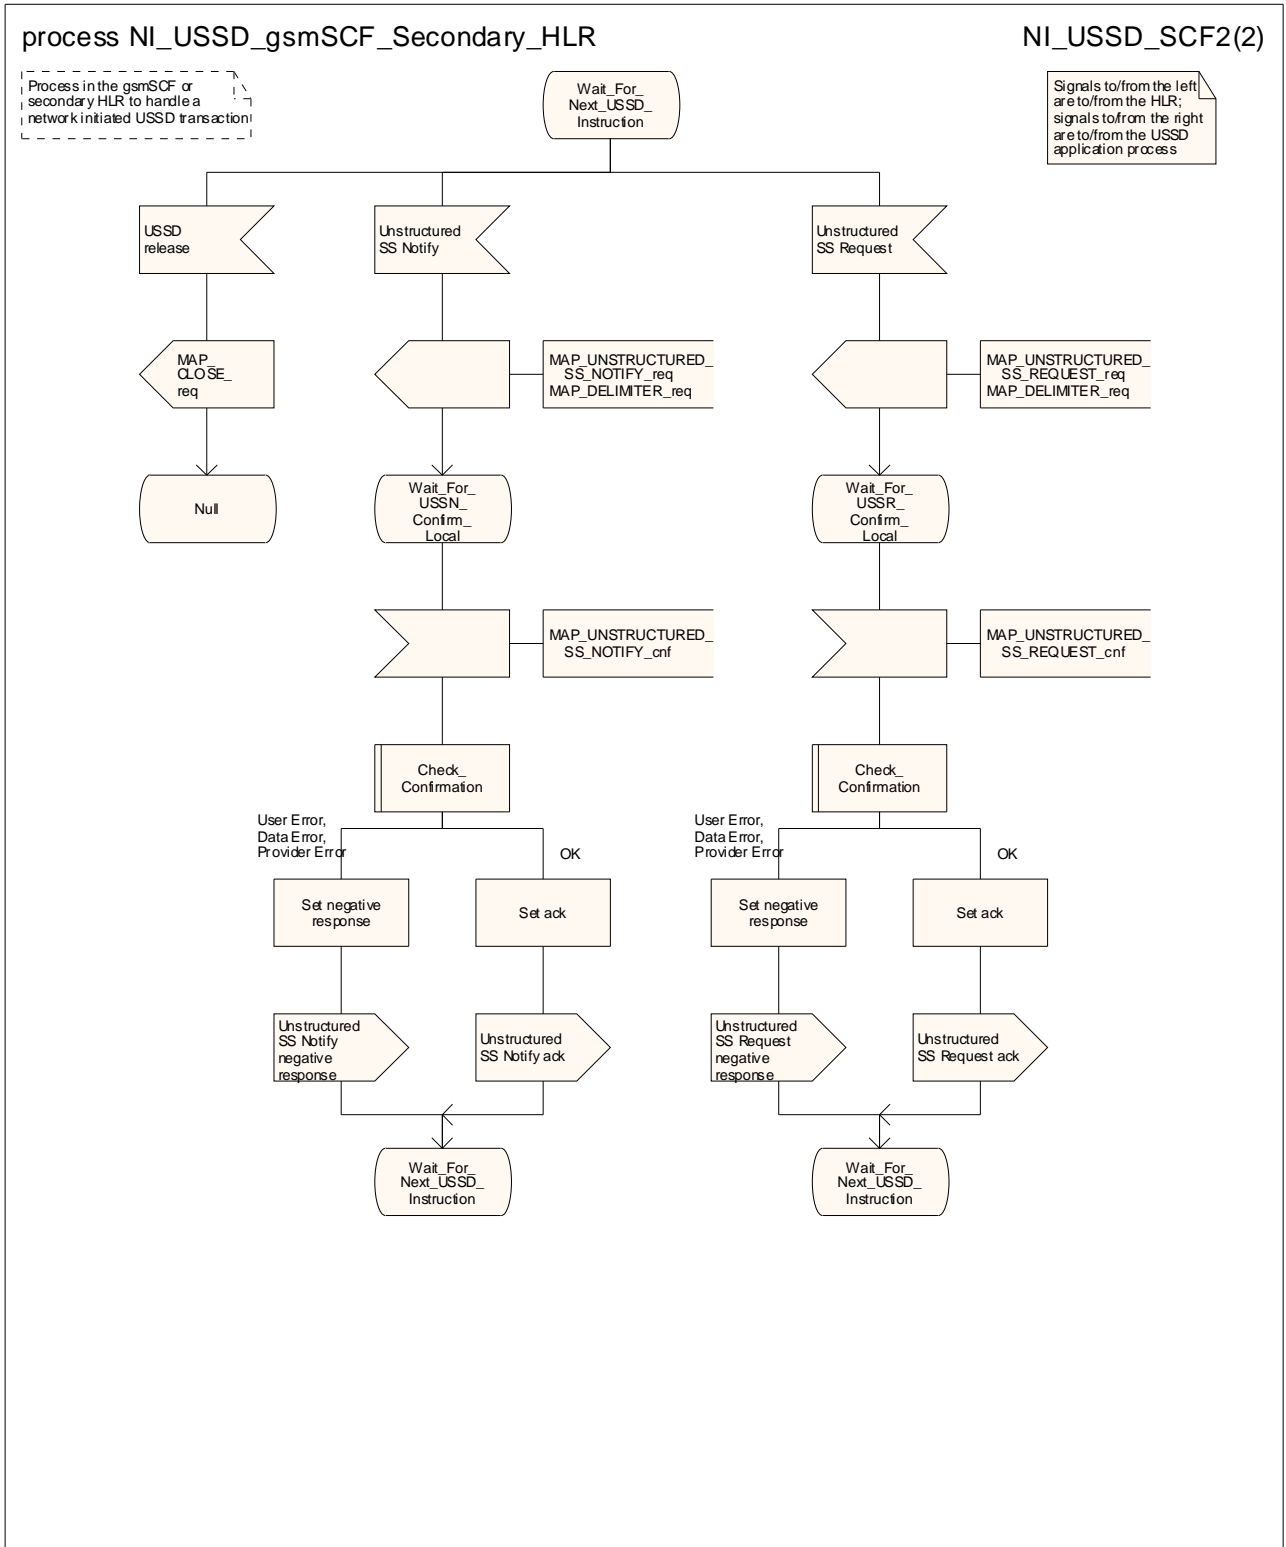 process NI_USSD_gsmSCF_Secondary_HLR
NI_USSD_SCF2(2)
Process in the gsmSCF or
secondary HLR to handle a
network initiated USSD transaction
Wait_For_
Next_USSD_
Instruction
Signals to/from the left
are to/from the HLR;
signals to/from the right
are to/from the USSD
application process
USSD
release
Unstructured
SS Notify
Unstructured
SS Request
MAP_
CLOSE_
req
MAP_UNSTRUCTURED_
SS_NOTIFY_req
MAP_DELIMITER_req
MAP_UNSTRUCTURED_
SS_REQUEST_req
MAP_DELIMITER_req
Null
Wait_For_
USSN_
Confirm_
Local
Wait_For_
USSR_
Confirm_
Local
MAP_UNSTRUCTURED_
SS_NOTIFY_cnf
MAP_UNSTRUCTURED_
SS_REQUEST_cnf
Check_
Confirmation
Check_
Confirmation
User Error,
Data Error,
Provider Error
OK
User Error,
Data Error,
Provider Error
OK
Set negative
response
Set ack
Set negative
response
Set ack
Unstructured
SS Notify
negative
response
Unstructured
SS Notify ack
Unstructured
SS Request
negative
response
Unstructured
SS Request ack
Wait_For_
Next_USSD_
Instruction
Wait_For_
Next_USSD_
Instruction